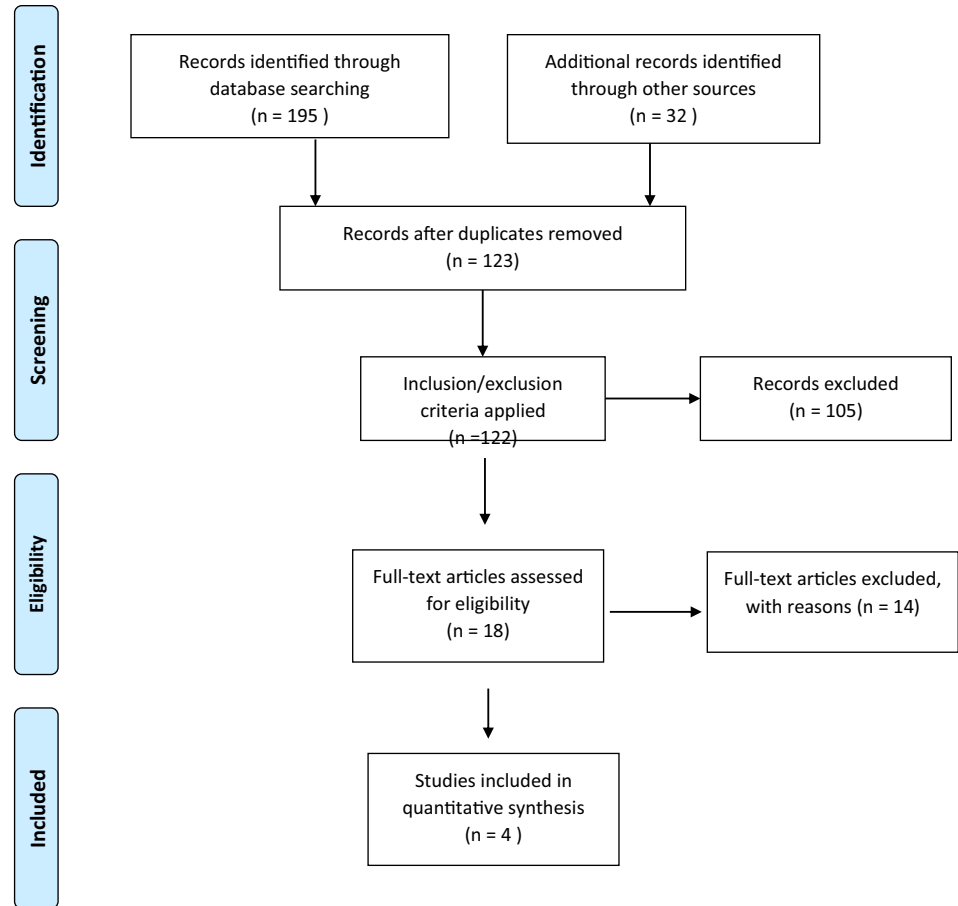 Identification
Records identified through
database searching
(n = 195 )
Additional records identified
through other sources
(n = 32 )
Screening
Records after duplicates removed
(n = 123)
Inclusion/exclusion
criteria applied
(n =122)
Records excluded
(n = 105)
Eligibility
Full-text articles assessed
for eligibility
(n = 18)
Full-text articles excluded,
with reasons (n = 14)
Included
Studies included in
quantitative synthesis
(n = 4 )